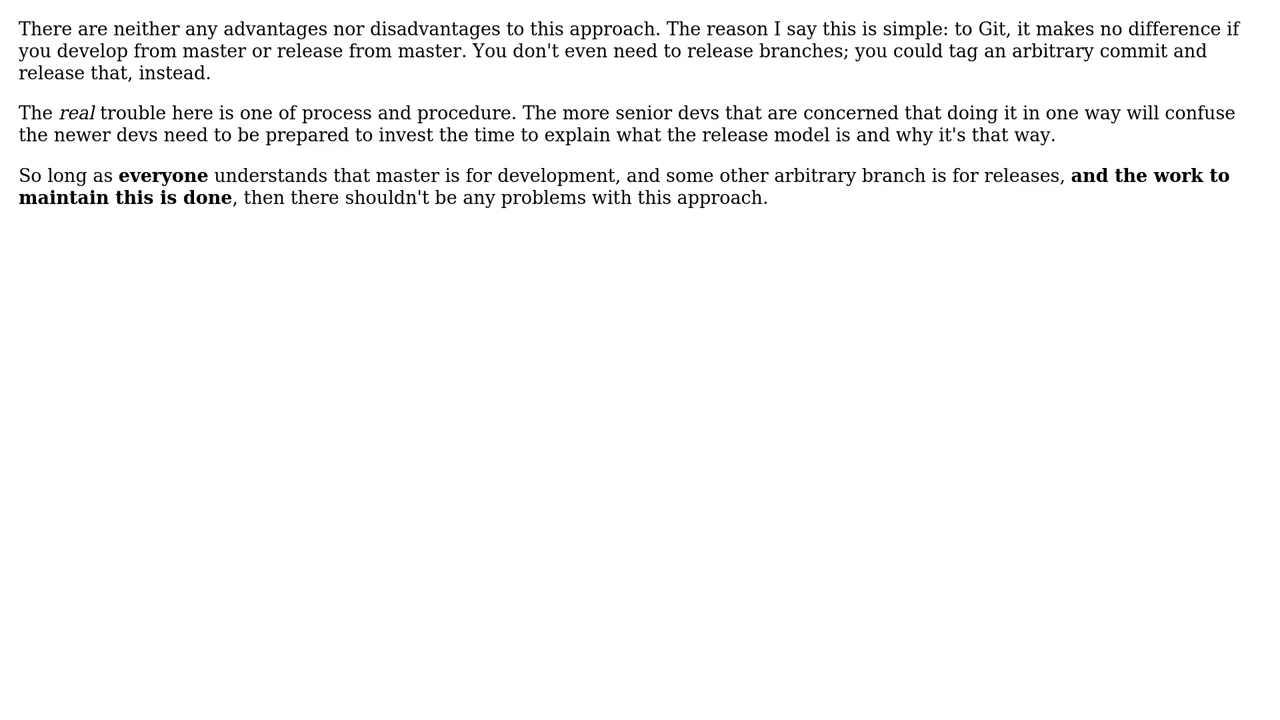 There are neither any advantages nor disadvantages to this approach. The reason I say this is simple: to Git, it makes no difference if
you develop from master or release from master. You don't even need to release branches; you could tag an arbitrary commit and
release that, instead.
The real trouble here is one of process and procedure. The more senior devs that are concerned that doing it in one way will confuse
the newer devs need to be prepared to invest the time to explain what the release model is and why it's that way.
So long as everyone understands that master is for development, and some other arbitrary branch is for releases, and the work to
maintain this is done, then there shouldn't be any problems with this approach.